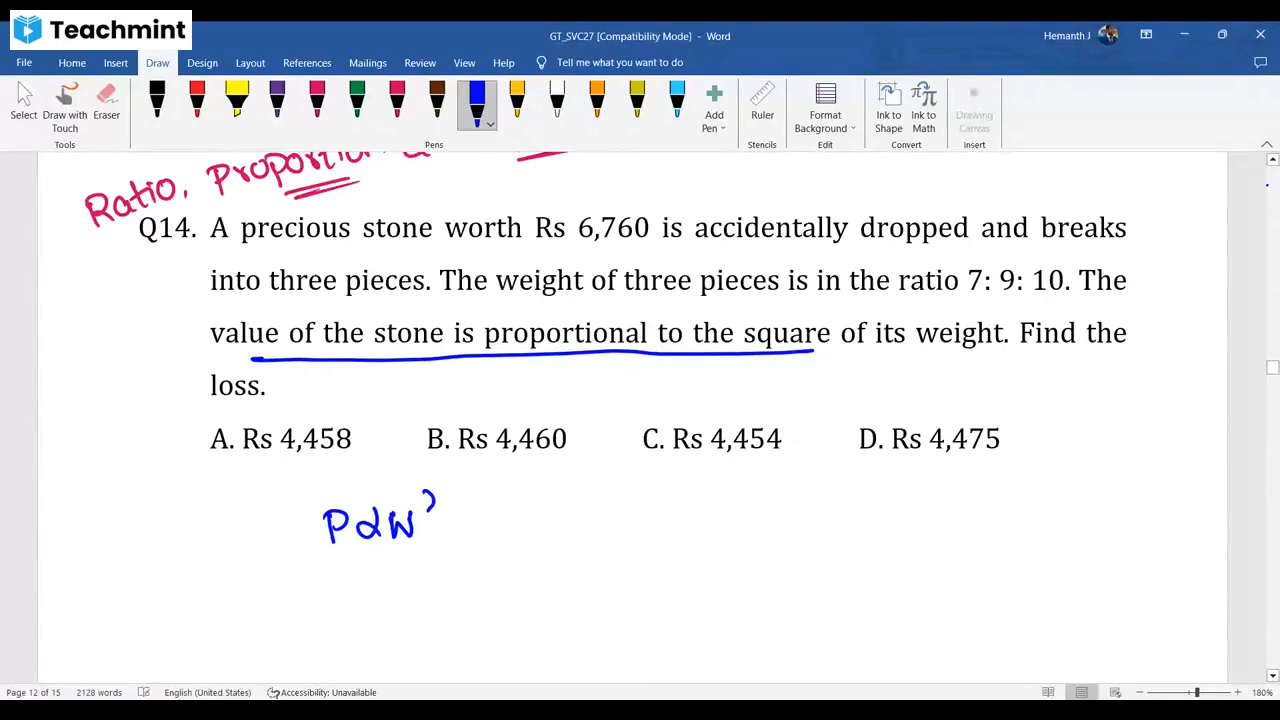 Teachmint
GT_SVC27 [Compatibility Mode] - Word
Hemanth J
File Home Insert Draw Design Layout References Mailings Review View Help Tell me what you want to do
Select Draw with Touch Eraser Add Pen Ruler Format Background Ink to Shape Ink to Math Drawing Canvas
Tools Pens Stencils Edit Convert Insert
Ratio, Proportion
Q14. A precious stone worth Rs 6,760 is accidentally dropped and breaks
into three pieces. The weight of three pieces is in the ratio 7: 9: 10. The
value of the stone is proportional to the square of its weight. Find the
loss.
A. Rs 4,458 B. Rs 4,460 C. Rs 4,454 D. Rs 4,475
P α W
Page 12 of 15 2128 words English (United States) Accessibility: Unavailable 180%